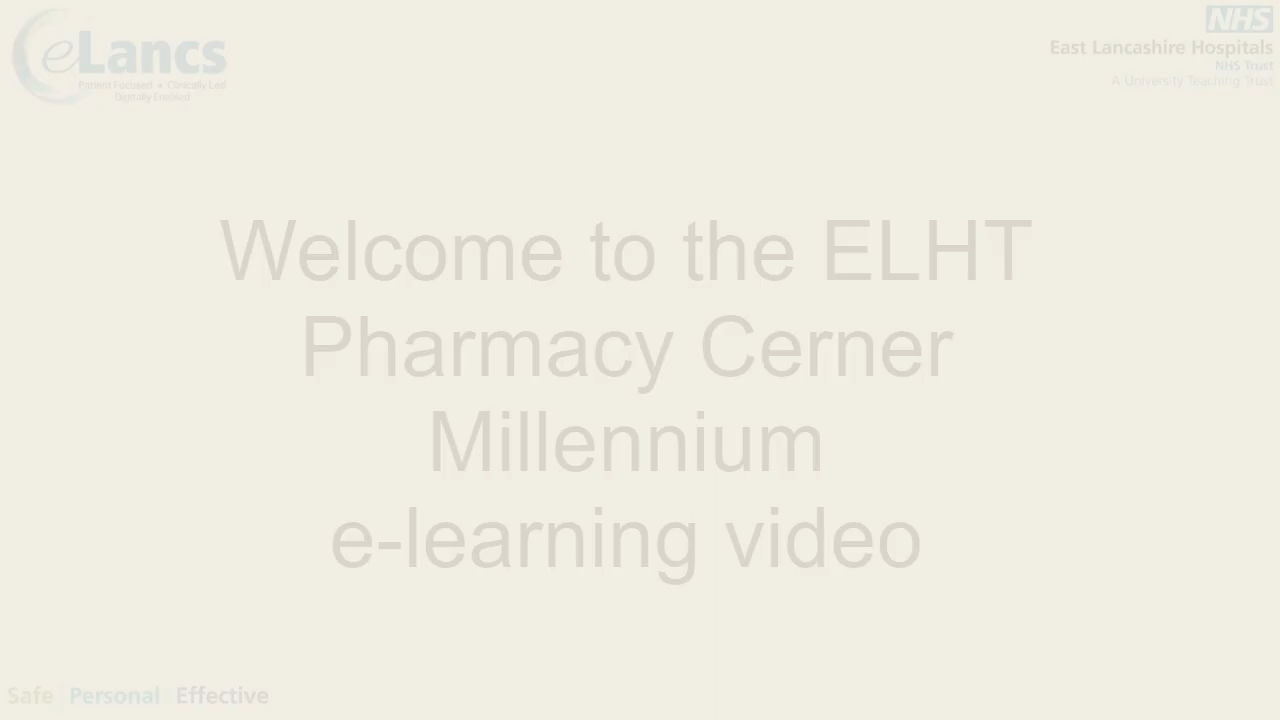 eLancs
Patient Focused • Clinically Led
Digitally Enabled
NHS
East Lancashire Hospitals
NHS Trust
A University Teaching Trust
Welcome to the ELHT
Pharmacy Cerner
Millennium
e-learning video
Safe Personal Effective